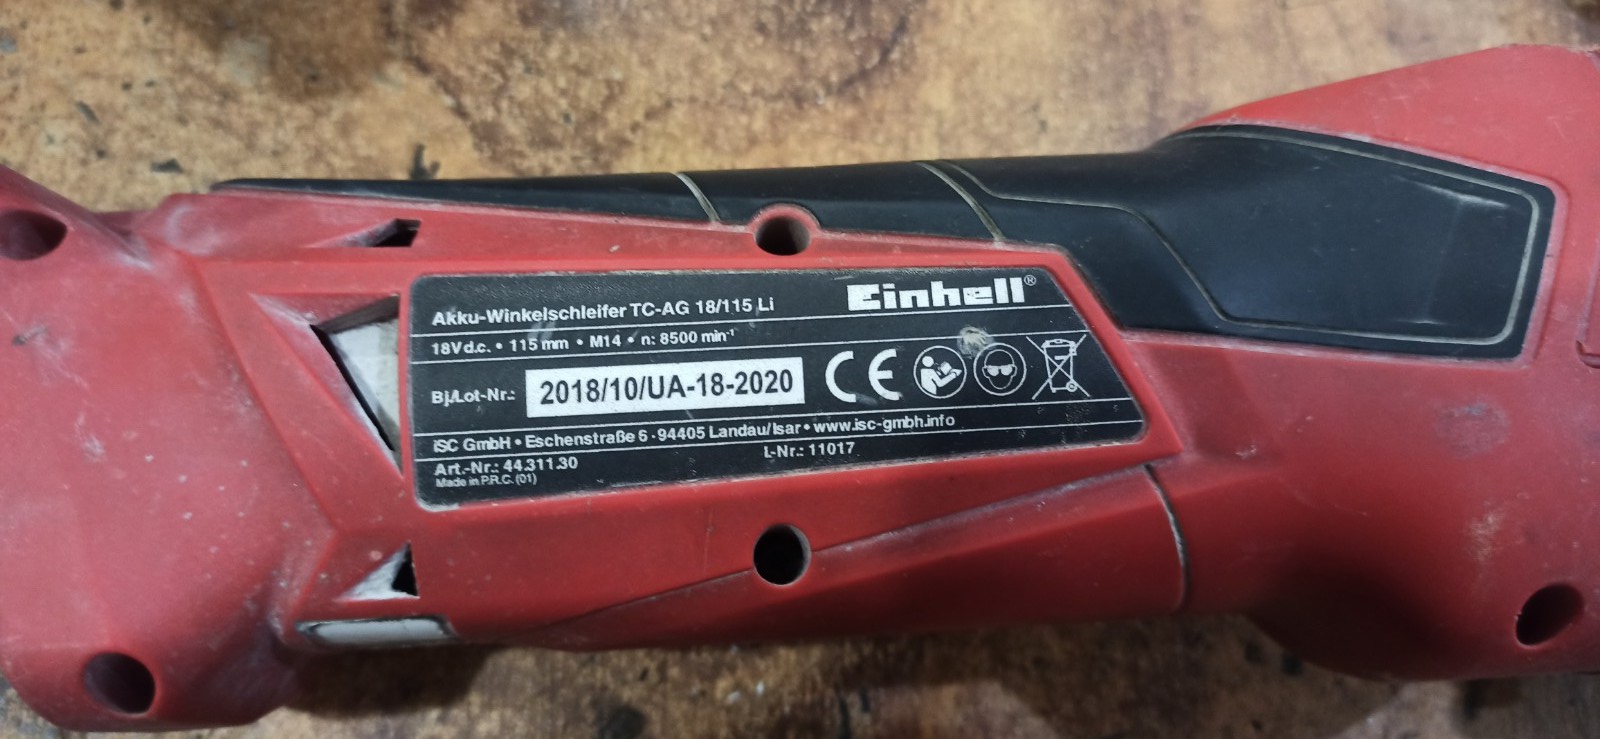 Einhell®
Akku-Winkelschleifer TC-AG 18/115 Li
18V d.c. • 115 mm • M14 • n: 8500 min⁻¹
Bj./Lot-Nr.: 2018/10/UA-18-2020
CE
iSC GmbH • Eschenstraße 6 · 94405 Landau/Isar • www.isc-gmbh.info
Art.-Nr.: 44.311.30 I.-Nr.: 11017
Made in P.R.C. (01)